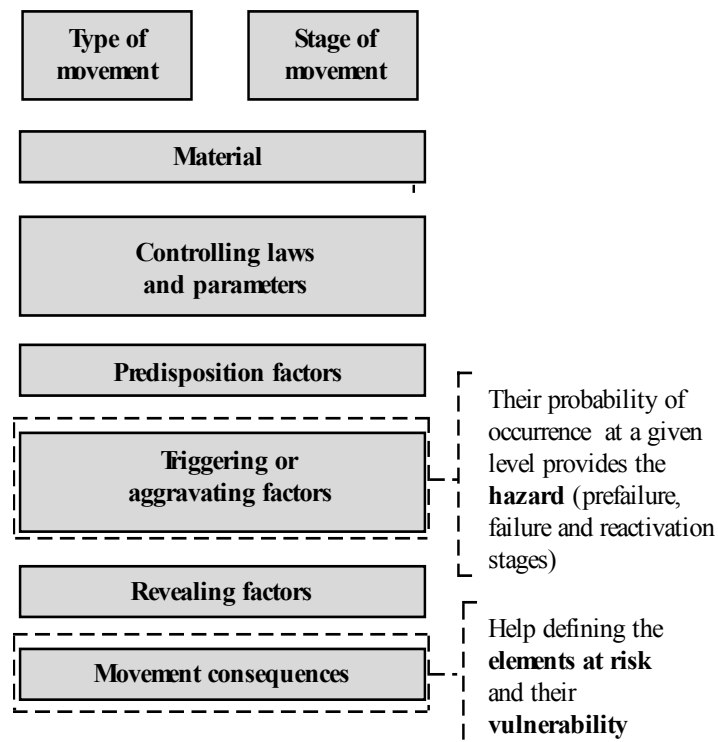 Type of
movement
Stage of
movement
Material
Controlling laws
and parameters
Predisposition factors
Triggering or
aggravating factors
Their probability of
occurrence at a given
level provides the
hazard (prefailure,
failure and reactivation
stages)
Revealing factors
Movement consequences
Help defining the
elements at risk
and their
vulnerability